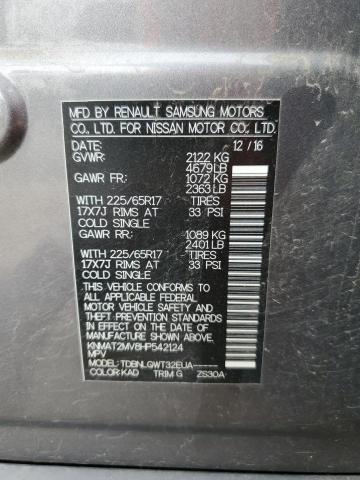 MFD BY RENAULT SAMSUNG MOTORS
CO., LTD. FOR NISSAN MOTOR CO., LTD.
DATE: 12/16
GVWR: 2122 KG
4679 LB
GAWR FR: 1072 KG
2363 LB
WITH 225/65R17 TIRES
17X7J RIMS AT 33 PSI
COLD SINGLE
GAWR RR: 1089 KG
2401 LB
WITH 225/65R17 TIRES
17X7J RIMS AT 33 PSI
COLD SINGLE
THIS VEHICLE CONFORMS TO ALL
APPLICABLE FEDERAL
MOTOR VEHICLE SAFETY AND
THEFT PREVENTION
STANDARDS IN EFFECT ON THE
DATE OF
MANUFACTURE SHOWN ABOVE.
KNMAT2MV8HP542124
MPV
MODEL: TDBNLGWT32EUA-----
COLOR: KAD TRIM G ZS30A